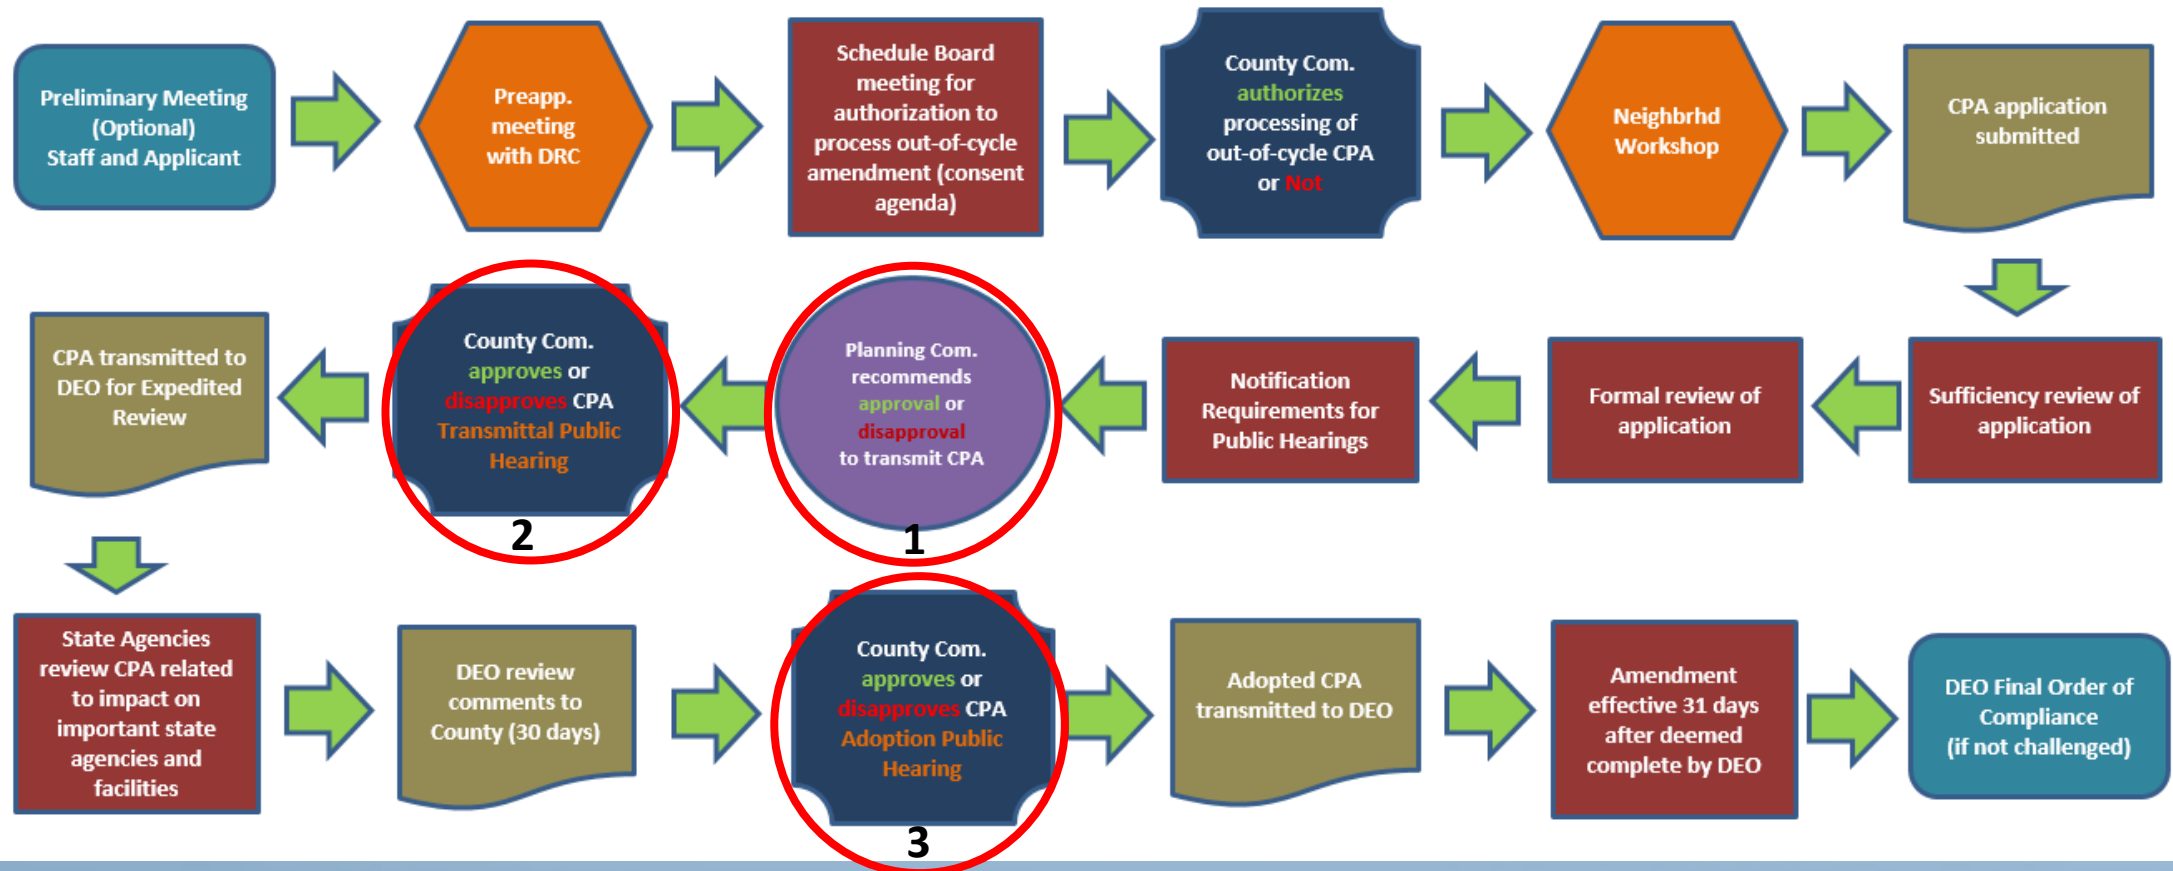 Preliminary Meeting
(Optional)
Staff and Applicant
Preapp.
meeting
with DRC
Schedule Board
meeting for
authorization to
process out-of-cycle
amendment (consent
agenda)
County Com.
authorizes
processing of
out-of-cycle CPA
or Not
Neighbrhd
Workshop
CPA application
submitted
Sufficiency review of
application
Formal review of
application
Notification
Requirements for
Public Hearings
Planning Com.
recommends
approval or
disapproval
to transmit CPA
1
County Com.
approves or
disapproves CPA
Transmittal Public
Hearing
2
CPA transmitted to
DEO for Expedited
Review
State Agencies
review CPA related
to impact on
important state
agencies and
facilities
DEO review
comments to
County (30 days)
County Com.
approves or
disapproves CPA
Adoption Public
Hearing
3
Adopted CPA
transmitted to DEO
Amendment
effective 31 days
after deemed
complete by DEO
DEO Final Order of
Compliance
(if not challenged)